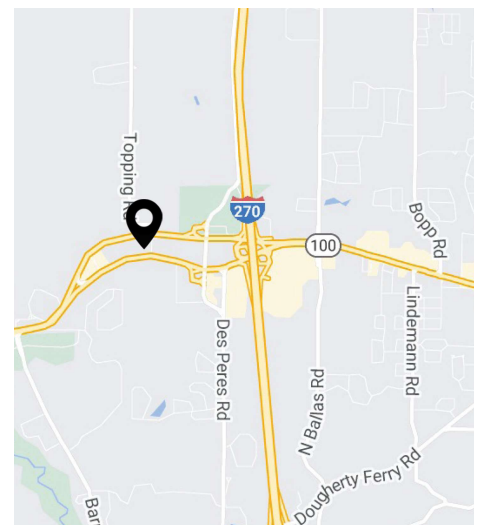 Topping Rd
270
100
Bopp Rd
Lindemann Rd
Des Peres Rd
N Ballas Rd
Dougherty Ferry Rd